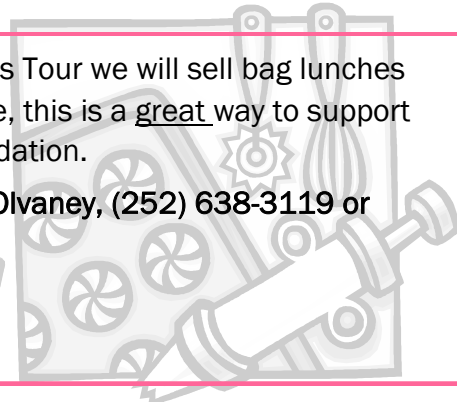 s Tour we will sell bag lunches
e, this is a great way to support
dation.
Olvaney, (252) 638-3119 or